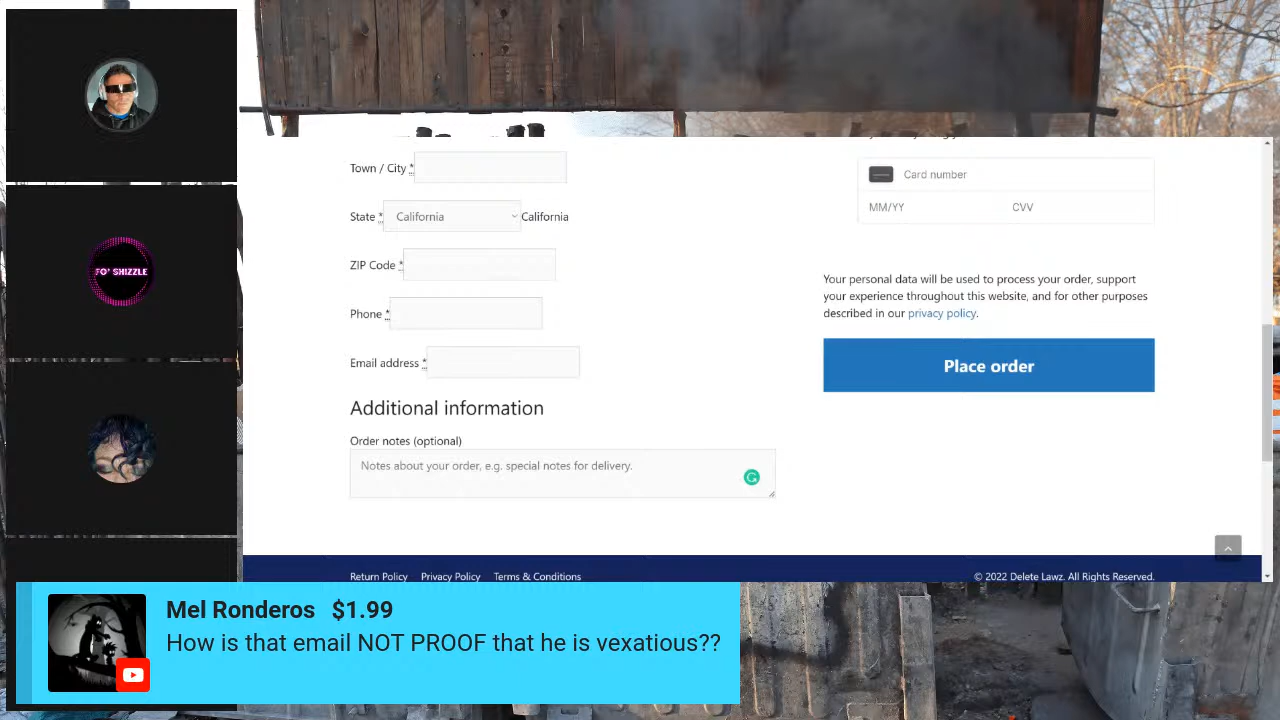 FO' SHIZZLE
Town / City *
State * California California
ZIP Code *
Phone *
Email address *
Additional information
Order notes (optional)
Notes about your order, e.g. special notes for delivery.
Card number
MM/YY CVV
Your personal data will be used to process your order, support
your experience throughout this website, and for other purposes
described in our privacy policy.
Place order
Return Policy Privacy Policy Terms & Conditions
© 2022 Delete Lawz. All Rights Reserved.
Mel Ronderos $1.99
How is that email NOT PROOF that he is vexatious??